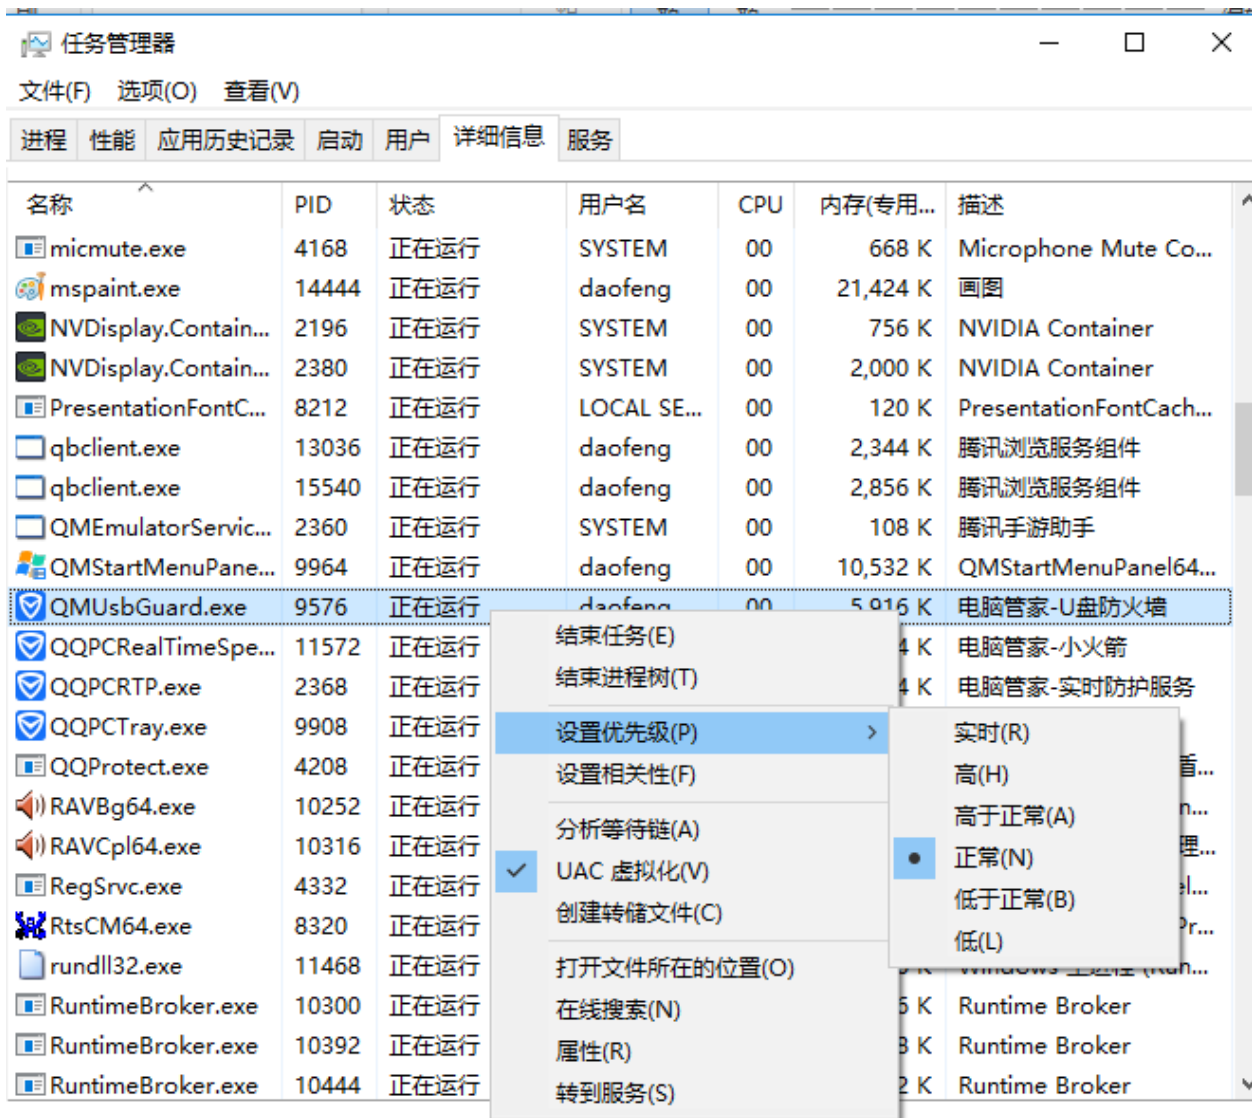 任务管理器
文件(F) 选项(O) 查看(V)
进程 性能 应用历史记录 启动 用户 详细信息 服务
名称 PID 状态 用户名 CPU 内存(专用... 描述
micmute.exe 4168 正在运行 SYSTEM 00 668 K Microphone Mute Co...
mspaint.exe 14444 正在运行 daofeng 00 21,424 K 画图
NVDisplay.Contain... 2196 正在运行 SYSTEM 00 756 K NVIDIA Container
NVDisplay.Contain... 2380 正在运行 SYSTEM 00 2,000 K NVIDIA Container
PresentationFontC... 8212 正在运行 LOCAL SE... 00 120 K PresentationFontCach...
qbclient.exe 13036 正在运行 daofeng 00 2,344 K 腾讯浏览服务组件
qbclient.exe 15540 正在运行 daofeng 00 2,856 K 腾讯浏览服务组件
QMEmulatorServic... 2360 正在运行 SYSTEM 00 108 K 腾讯手游助手
QMStartMenuPane... 9964 正在运行 daofeng 00 10,532 K QMStartMenuPanel64...
QMUsbGuard.exe 9576 正在运行 daofeng 00 5,916 K 电脑管家-U盘防火墙
QQPCRealTimeSpe... 11572 正在运行 4 K 电脑管家-小火箭
QQPCRTP.exe 2368 正在运行 4 K 电脑管家-实时防护服务
QQPCTray.exe 9908 正在运行
QQProtect.exe 4208 正在运行
RAVBg64.exe 10252 正在运行
RAVCpl64.exe 10316 正在运行
RegSrvc.exe 4332 正在运行
RtsCM64.exe 8320 正在运行
rundll32.exe 11468 正在运行
RuntimeBroker.exe 10300 正在运行 6 K Runtime Broker
RuntimeBroker.exe 10392 正在运行 8 K Runtime Broker
RuntimeBroker.exe 10444 正在运行 2 K Runtime Broker
结束任务(E)
结束进程树(T)
设置优先级(P)
设置相关性(F)
分析等待链(A)
UAC 虚拟化(V)
创建转储文件(C)
打开文件所在的位置(O)
在线搜索(N)
属性(R)
转到服务(S)
实时(R)
高(H)
高于正常(A)
正常(N)
低于正常(B)
低(L)